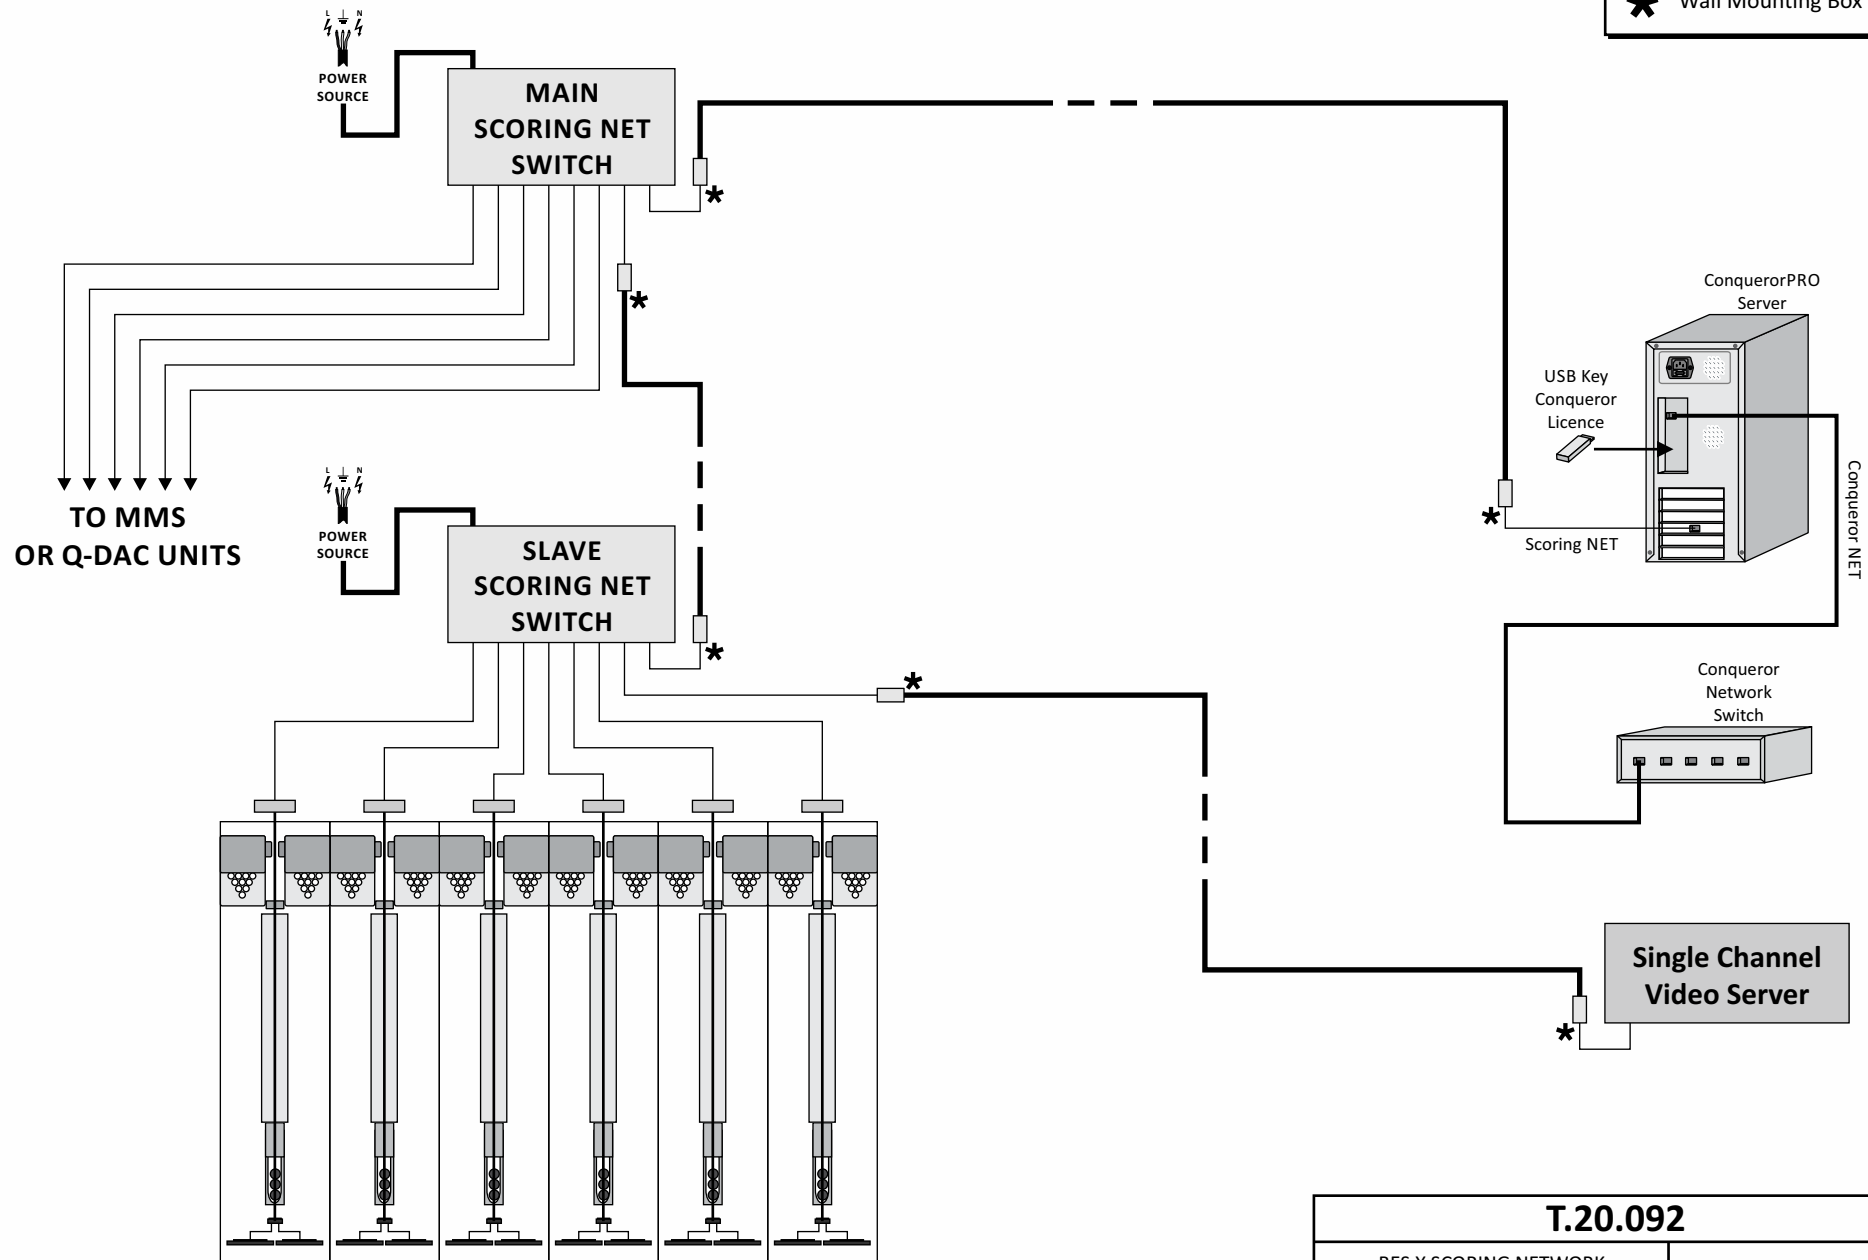 Wall Mounting Box
L N
POWER
SOURCE
MAIN
SCORING NET
SWITCH
*
*
ConquerorPRO
Server
USB Key
Conqueror
Licence
Conqueror NET
TO MMS
OR Q-DAC UNITS
L N
POWER
SOURCE
SLAVE
SCORING NET
SWITCH
*
Scoring NET
*
*
Conqueror
Network
Switch
Single Channel
Video Server
*
T.20.092